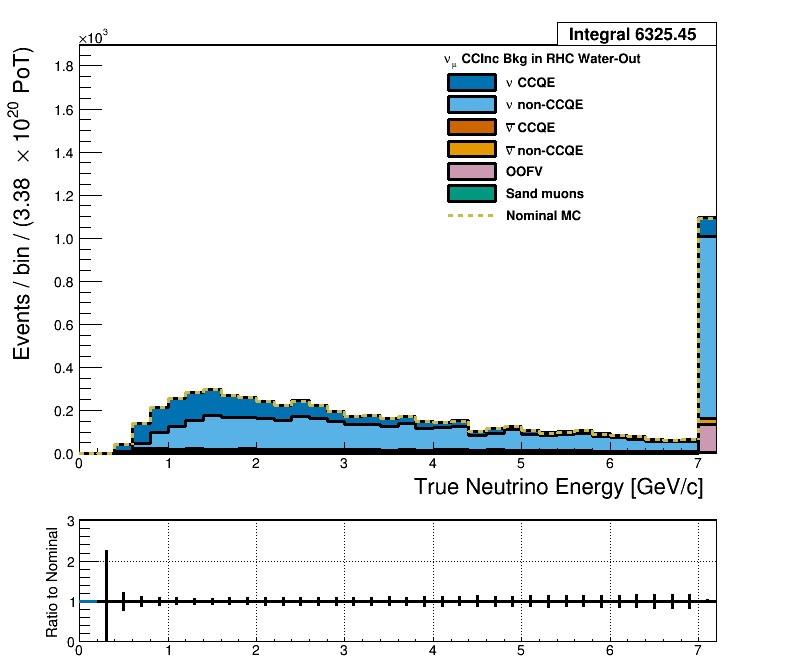 Integral 6325.45
×10³
ν_μ CCInc Bkg in RHC Water-Out
ν CCQE
ν non-CCQE
ν̅ CCQE
ν̅ non-CCQE
OOFV
Sand muons
Nominal MC
Events / bin / (3.38 × 10²⁰ PoT)
1.8
1.6
1.4
1.2
1.0
0.8
0.6
0.4
0.2
0.0
0 1 2 3 4 5 6 7
True Neutrino Energy [GeV/c]
Ratio to Nominal
3
2
1
0
0 1 2 3 4 5 6 7